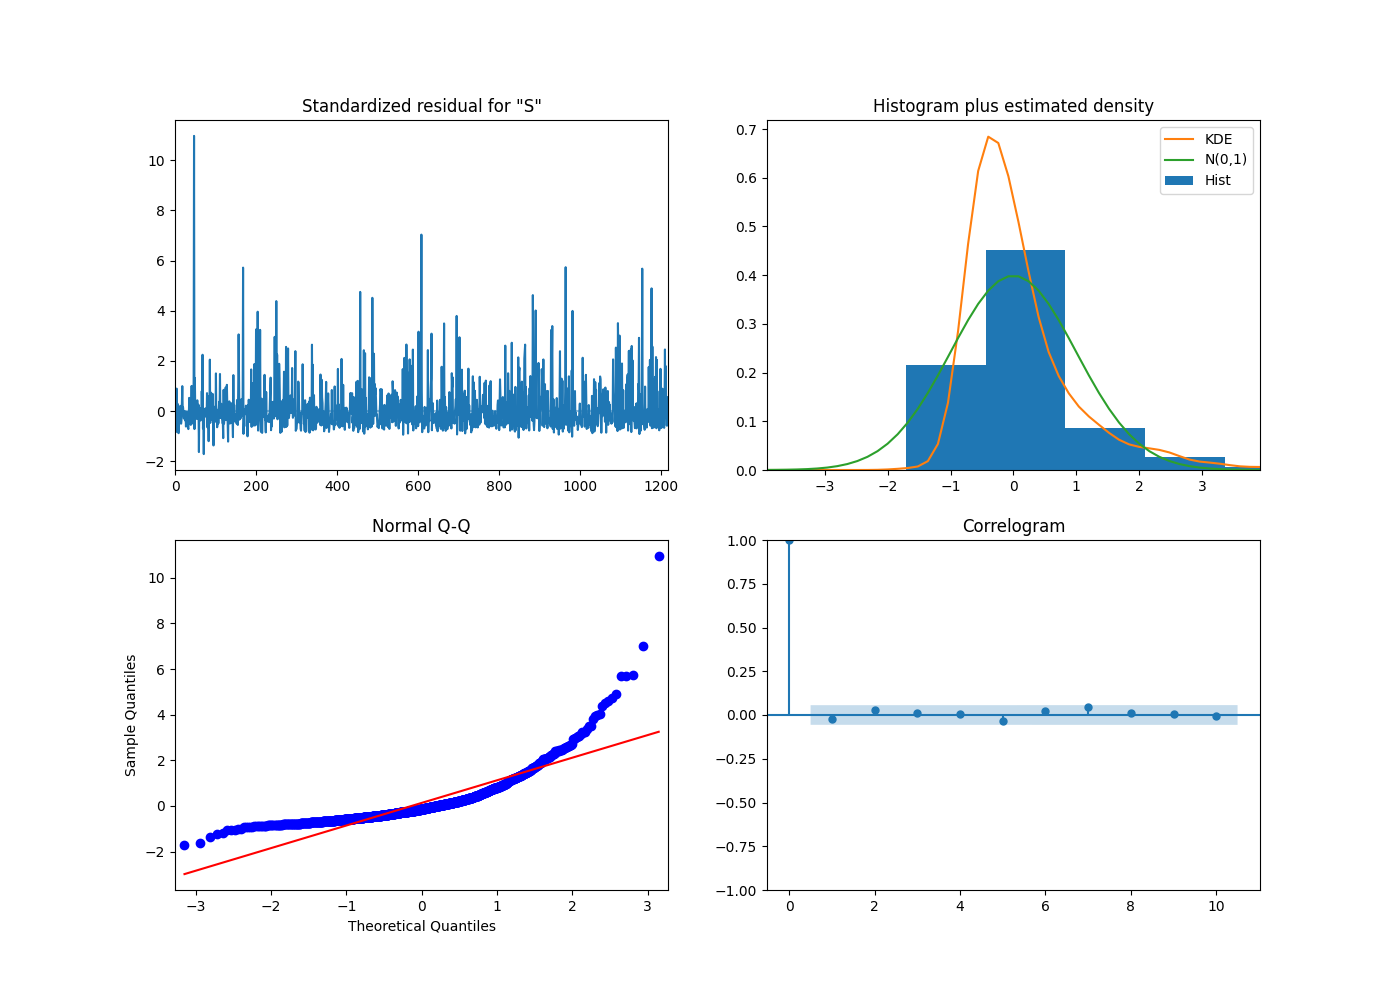 Standardized residual for "S"
10
8
6
4
2
0
−2
0 200 400 600 800 1000 1200
Histogram plus estimated density
0.7
0.6
0.5
0.4
0.3
0.2
0.1
0.0
−3 −2 −1 0 1 2 3
KDE
N(0,1)
Hist
Normal Q-Q
Sample Quantiles
10
8
6
4
2
0
−2
−3 −2 −1 0 1 2 3
Theoretical Quantiles
Correlogram
1.00
0.75
0.50
0.25
0.00
−0.25
−0.50
−0.75
−1.00
0 2 4 6 8 10